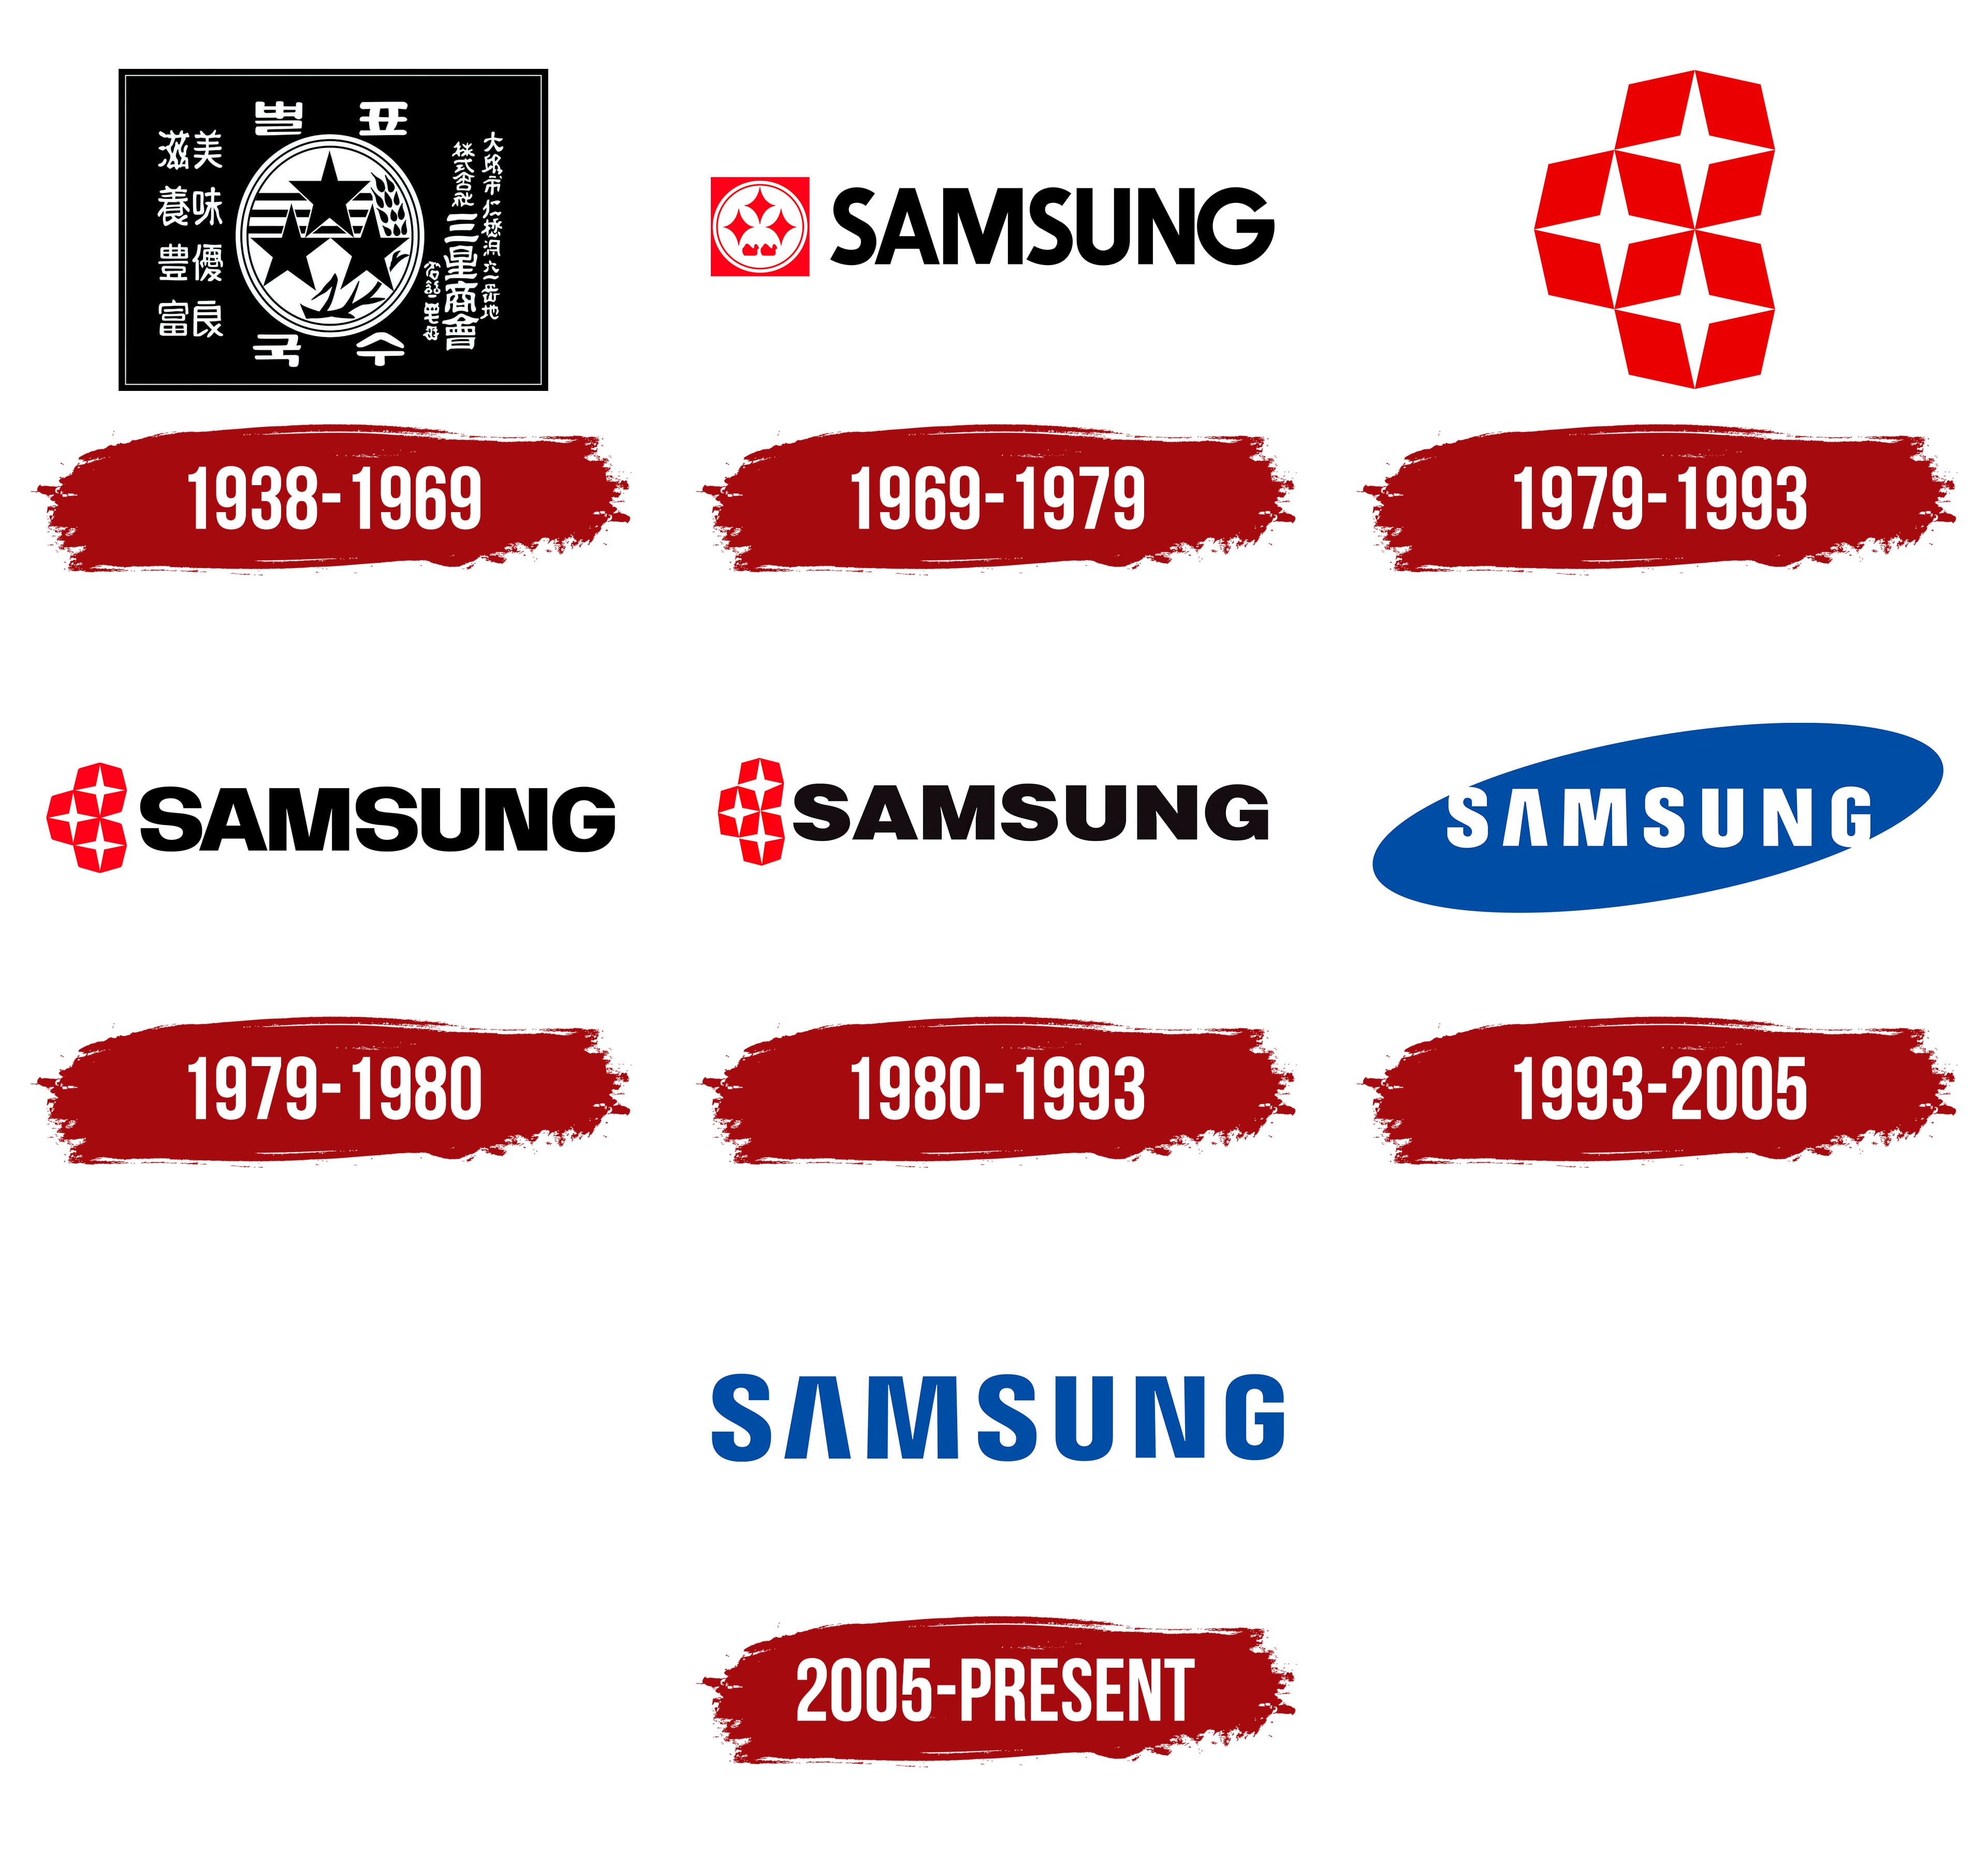 별 표
大邱市仁橋洞六一番地
株式會社 三星商會
美味優良
滋養豊富
국 수
SAMSUNG
1938-1969
1969-1979
1979-1993
SAMSUNG
SAMSUNG
SAMSUNG
1979-1980
1980-1993
1993-2005
SAMSUNG
2005-PRESENT